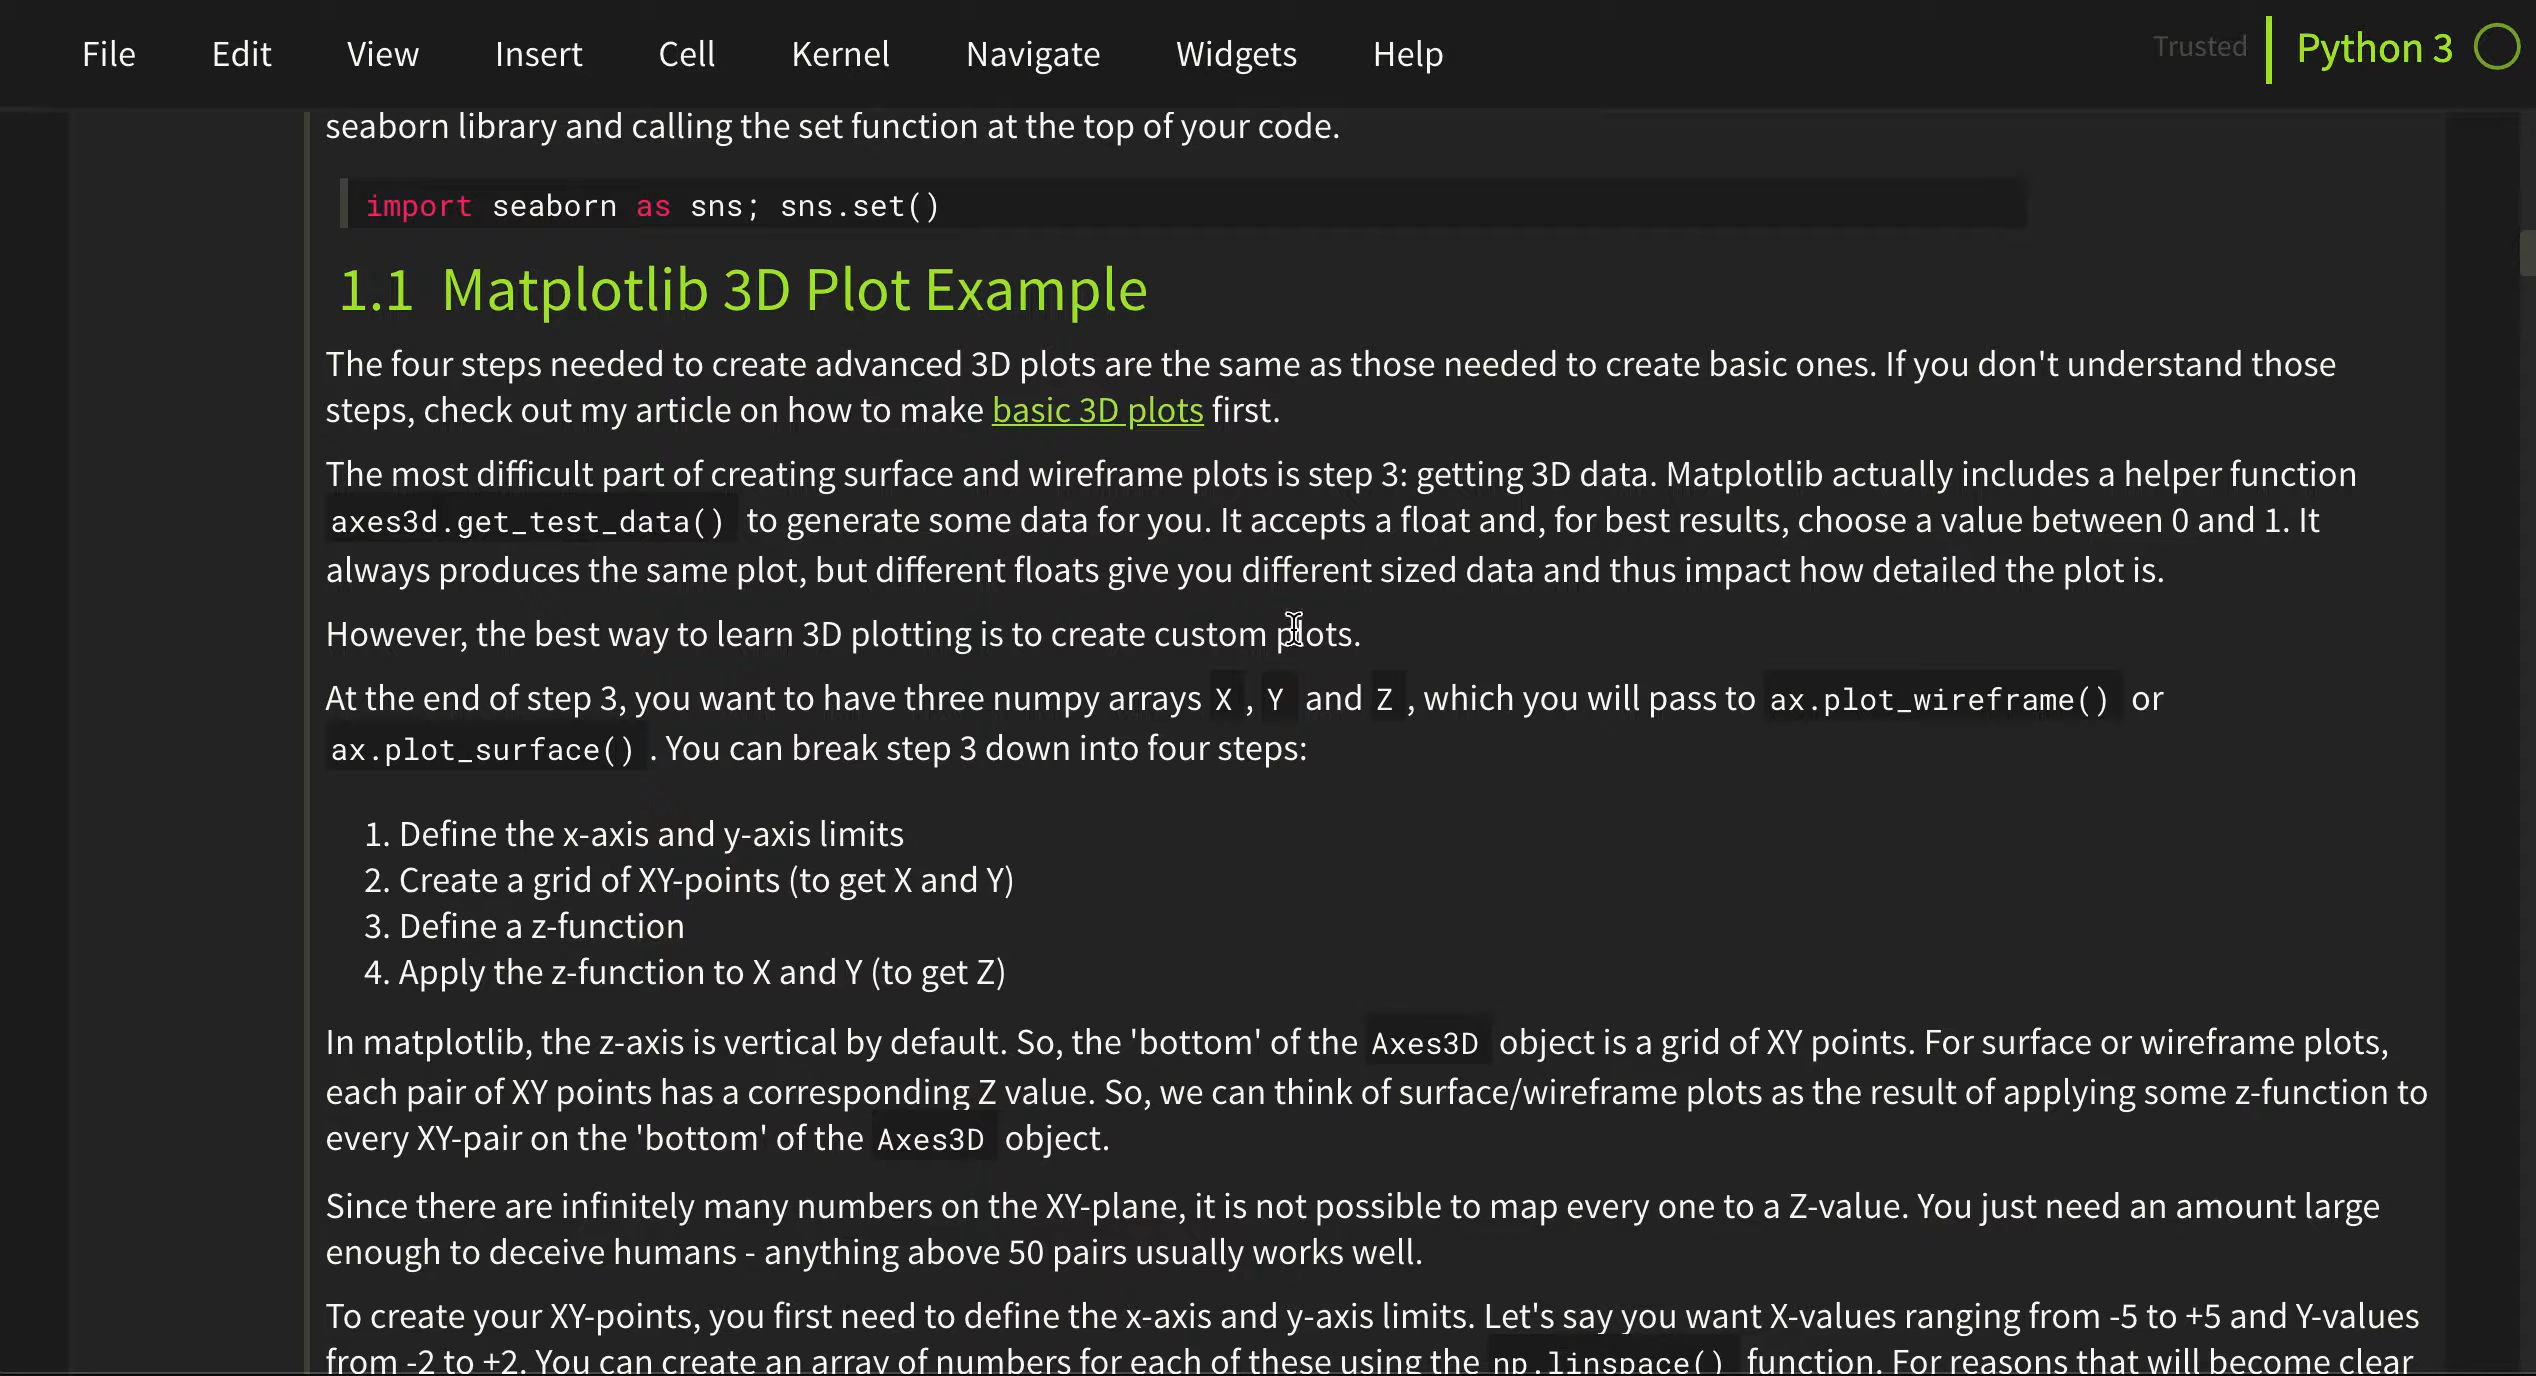 File Edit View Insert Cell Kernel Navigate Widgets Help Trusted Python 3
seaborn library and calling the set function at the top of your code.
import seaborn as sns; sns.set()
1.1 Matplotlib 3D Plot Example
The four steps needed to create advanced 3D plots are the same as those needed to create basic ones. If you don't understand those
steps, check out my article on how to make basic 3D plots first.
The most difficult part of creating surface and wireframe plots is step 3: getting 3D data. Matplotlib actually includes a helper function
axes3d.get_test_data() to generate some data for you. It accepts a float and, for best results, choose a value between 0 and 1. It
always produces the same plot, but different floats give you different sized data and thus impact how detailed the plot is.
However, the best way to learn 3D plotting is to create custom plots.
At the end of step 3, you want to have three numpy arrays X , Y and Z , which you will pass to ax.plot_wireframe() or
ax.plot_surface() . You can break step 3 down into four steps:
1. Define the x-axis and y-axis limits
2. Create a grid of XY-points (to get X and Y)
3. Define a z-function
4. Apply the z-function to X and Y (to get Z)
In matplotlib, the z-axis is vertical by default. So, the 'bottom' of the Axes3D object is a grid of XY points. For surface or wireframe plots,
each pair of XY points has a corresponding Z value. So, we can think of surface/wireframe plots as the result of applying some z-function to
every XY-pair on the 'bottom' of the Axes3D object.
Since there are infinitely many numbers on the XY-plane, it is not possible to map every one to a Z-value. You just need an amount large
enough to deceive humans - anything above 50 pairs usually works well.
To create your XY-points, you first need to define the x-axis and y-axis limits. Let's say you want X-values ranging from -5 to +5 and Y-values
from -2 to +2. You can create an array of numbers for each of these using the np.linspace() function. For reasons that will become clear